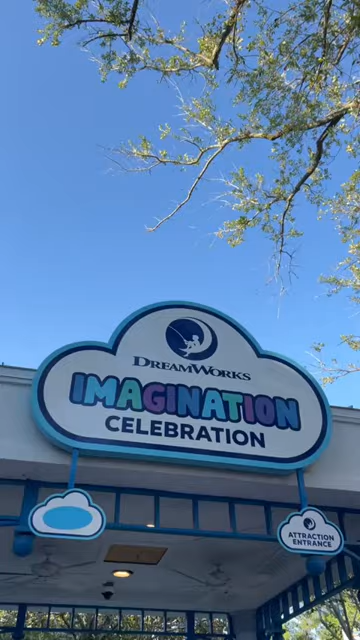 DREAMWORKS
IMAGINATION
CELEBRATION
ATTRACTION
ENTRANCE